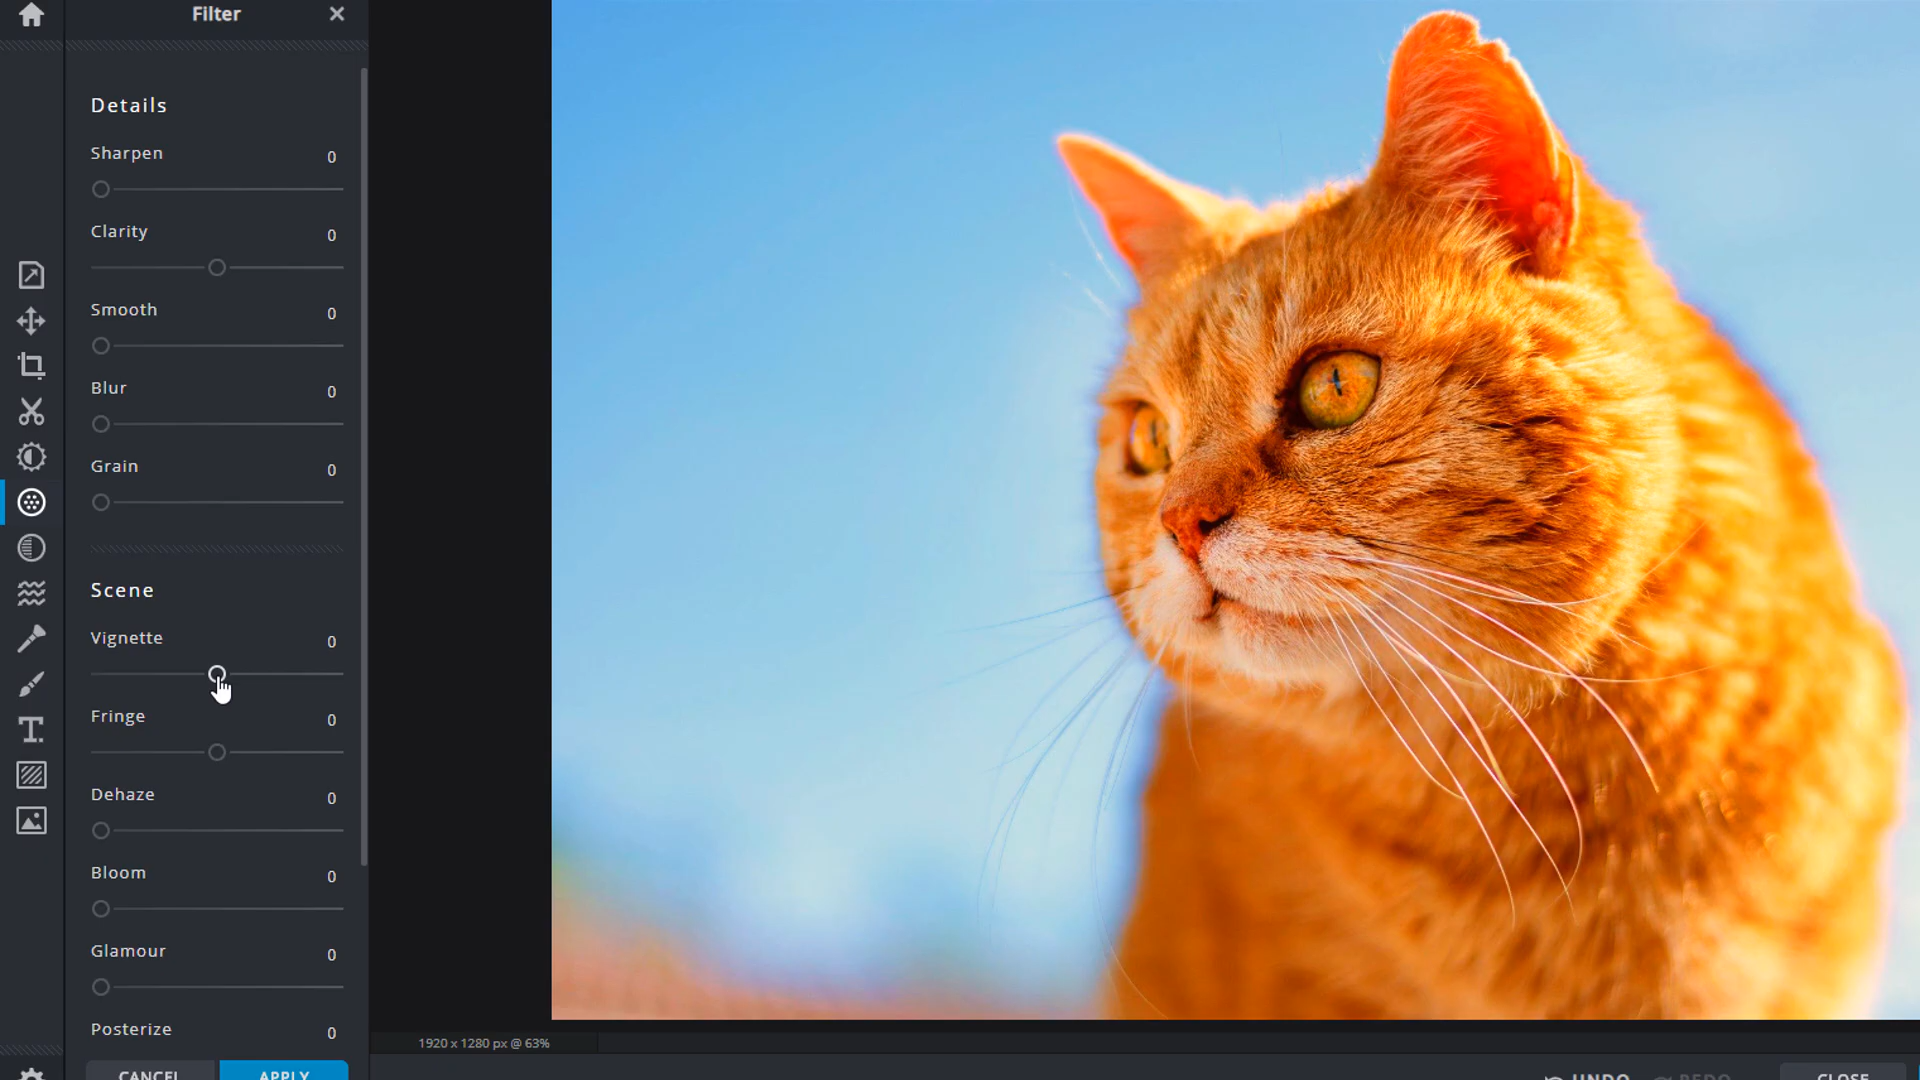 Filter
Details
Sharpen 0
Clarity 0
Smooth 0
Blur 0
Grain 0
Scene
Vignette 0
Fringe 0
Dehaze 0
Bloom 0
Glamour 0
Posterize 0
CANCEL APPLY
1920 x 1280 px @ 63%
UNDO REDO CLOSE